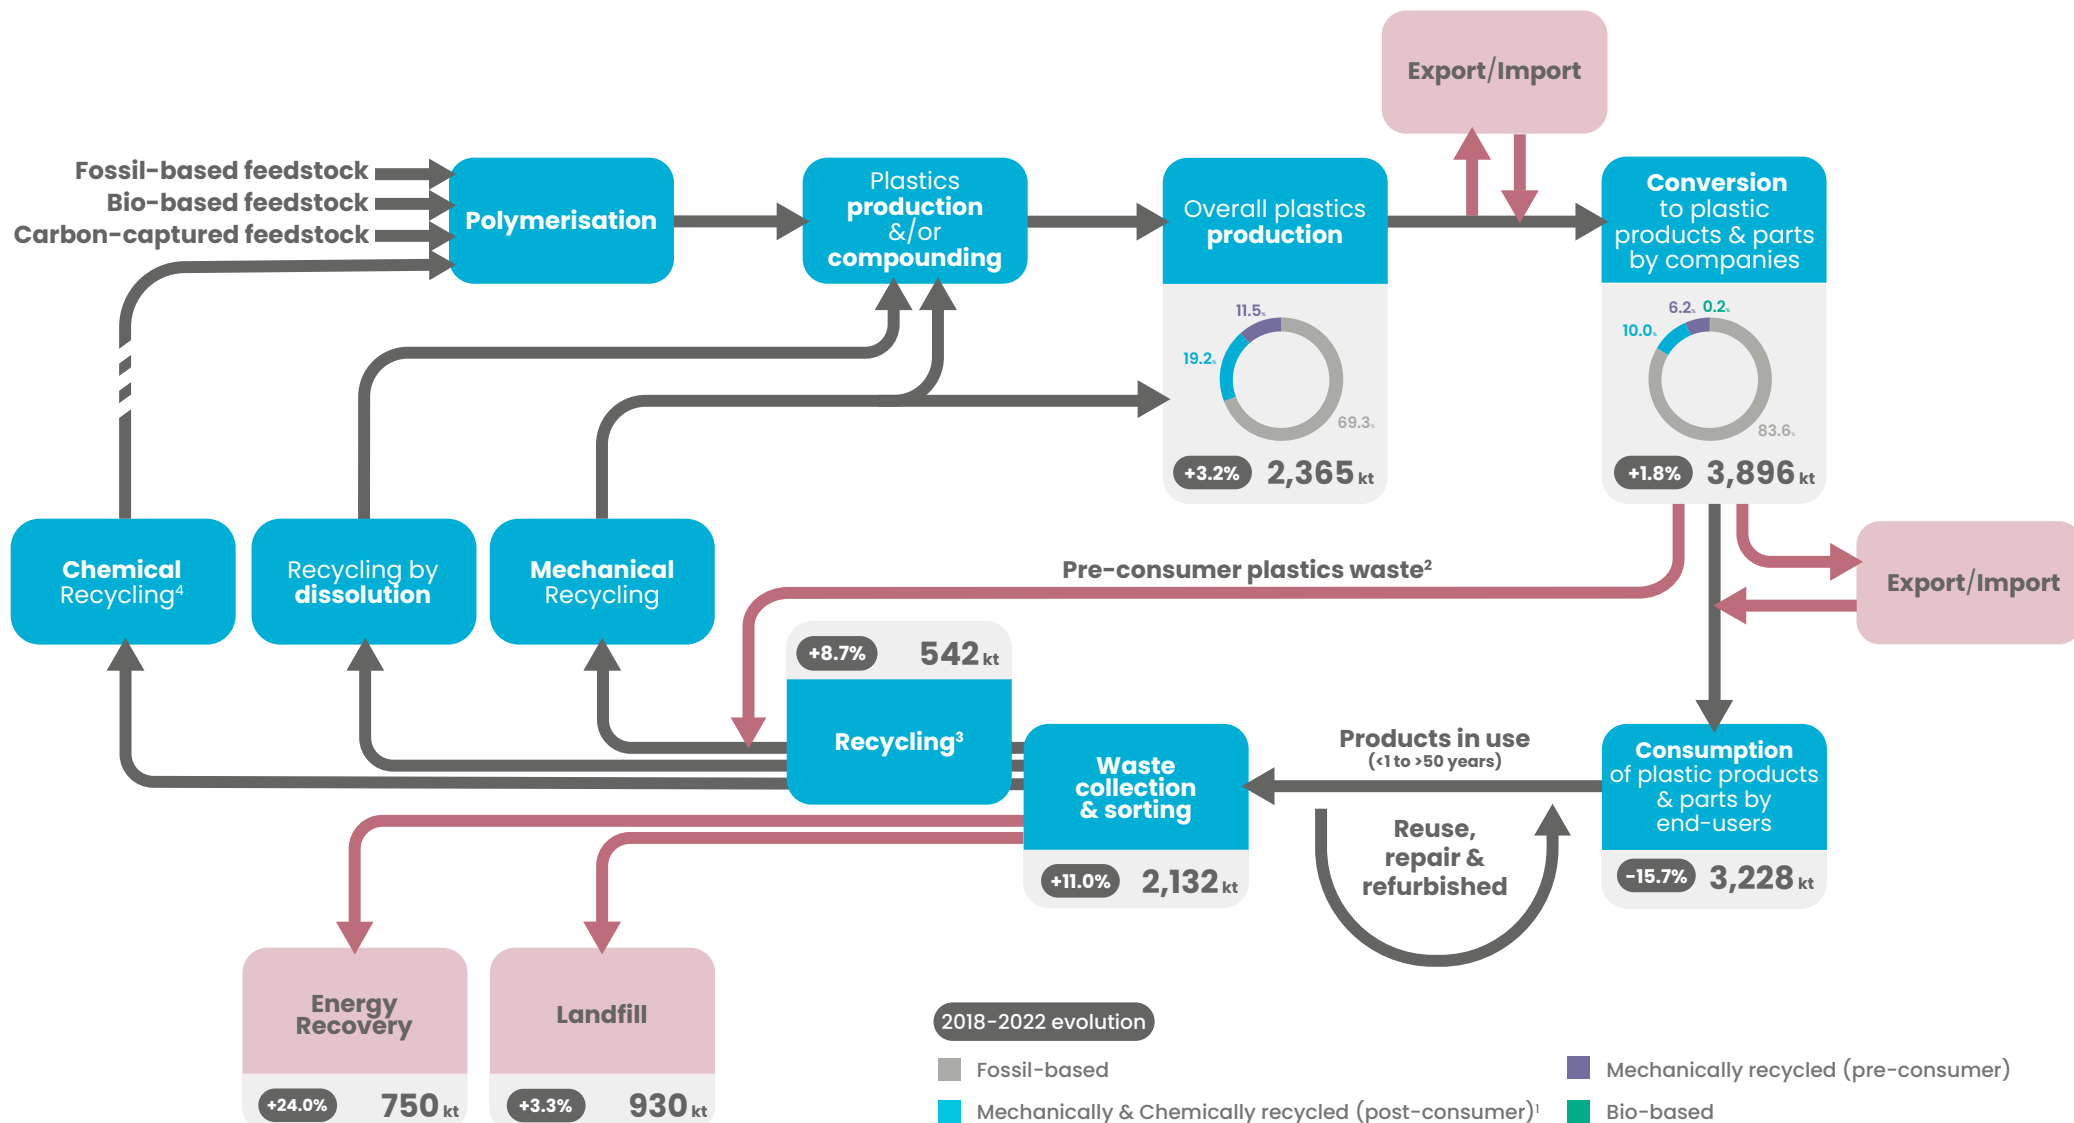 Export/Import
Fossil-based feedstock
Bio-based feedstock
Carbon-captured feedstock
Polymerisation
Plastics
production
&/or
compounding
Overall plastics
production
Conversion
to plastic
products & parts
by companies
11.5%
19.2%
69.3%
+3.2% 2,365 kt
6.2% 0.2%
10.0%
83.6%
+1.8% 3,896 kt
Chemical
Recycling4
Recycling by
dissolution
Mechanical
Recycling
Pre-consumer plastics waste2
Export/Import
+8.7% 542 kt
Recycling3
Waste
collection
& sorting
+11.0% 2,132 kt
Products in use
(<1 to >50 years)
Reuse,
repair &
refurbished
Consumption
of plastic products
& parts by
end-users
-15.7% 3,228 kt
Energy
Recovery
+24.0% 750 kt
Landfill
+3.3% 930 kt
2018-2022 evolution
Fossil-based
Mechanically recycled (pre-consumer)
Mechanically & Chemically recycled (post-consumer)1
Bio-based